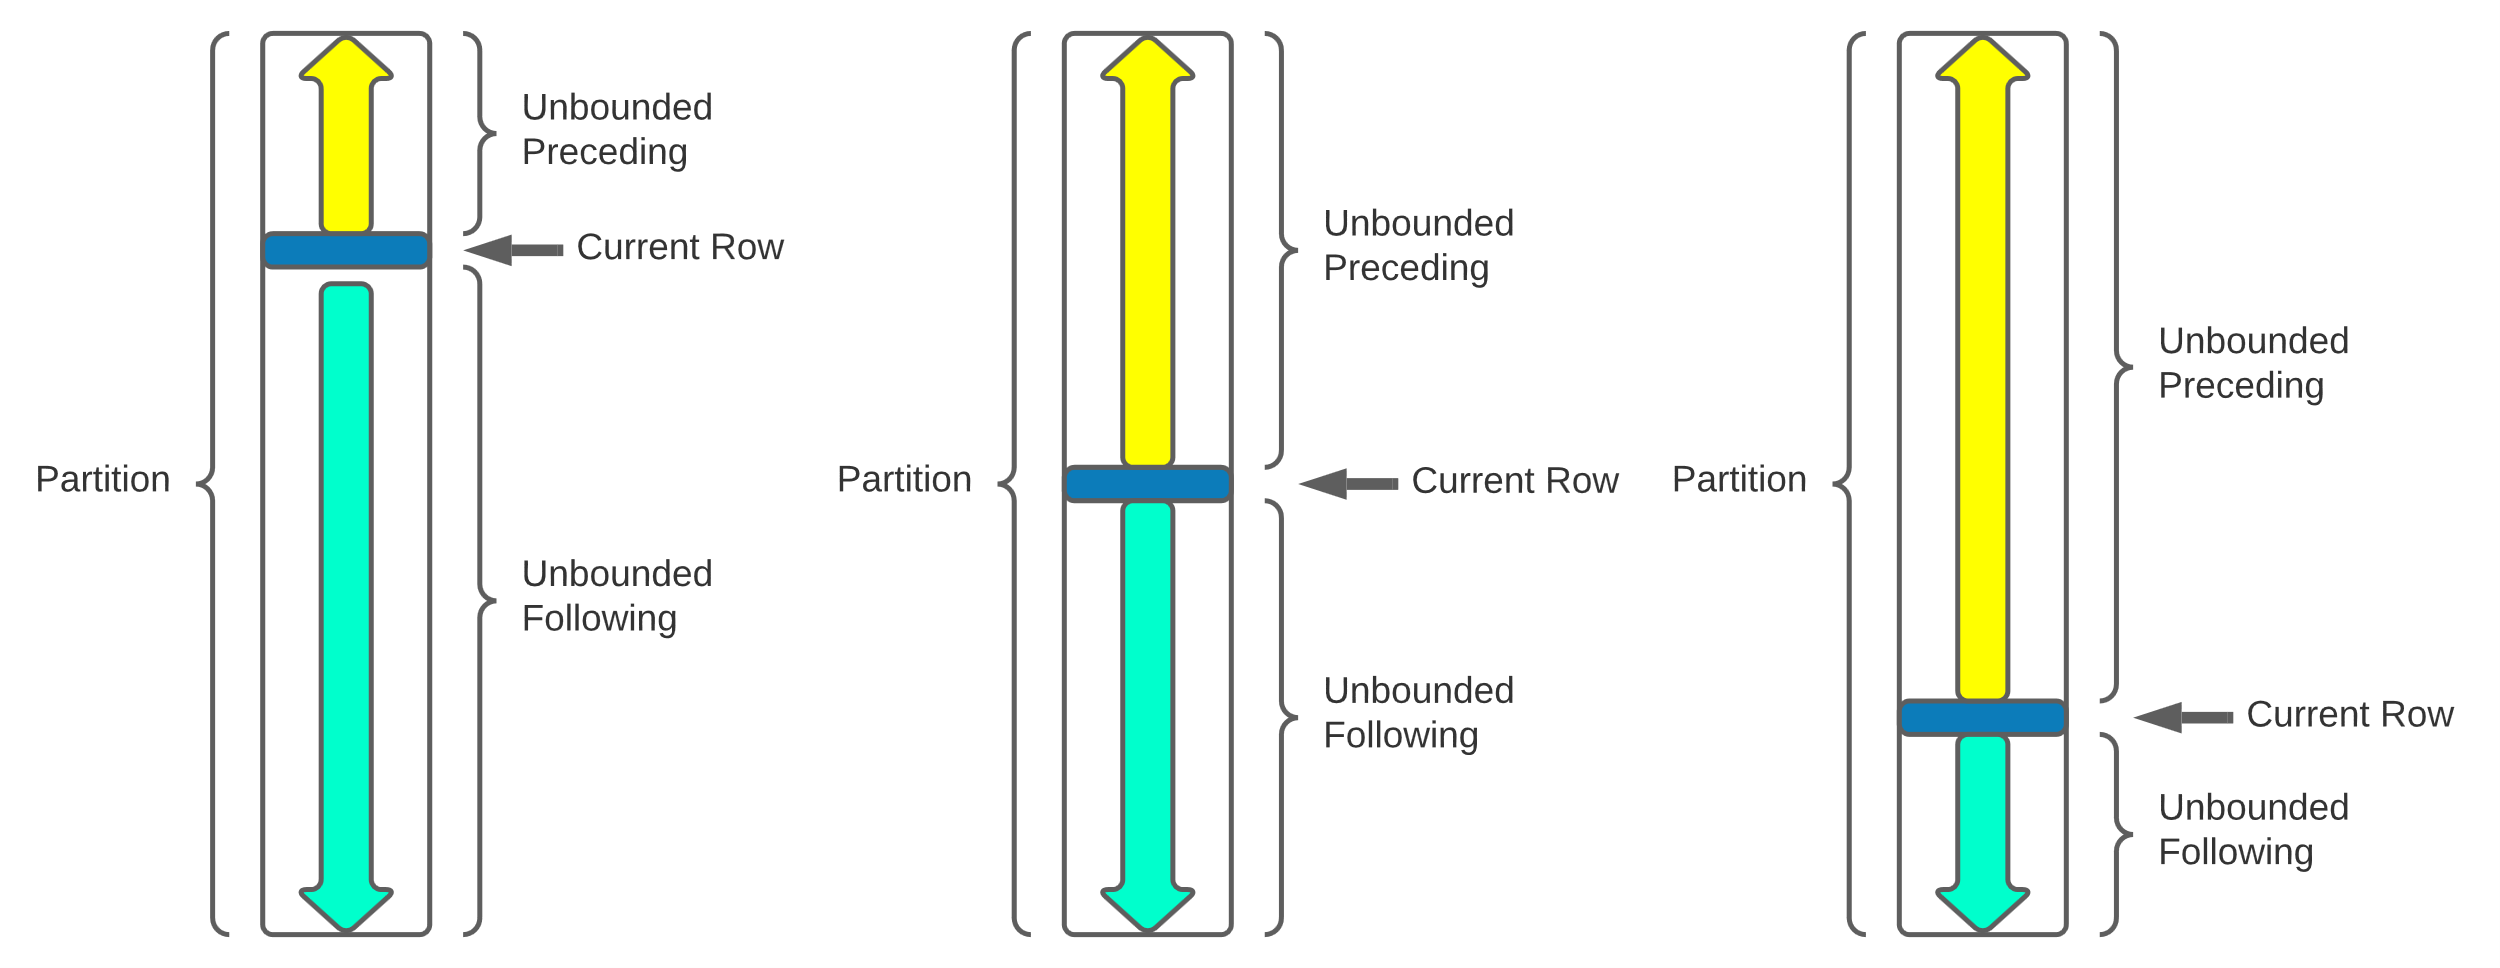 Unbounded
Preceding
Current Row
Partition
Unbounded
Following
Unbounded
Preceding
Partition
Current Row
Unbounded
Following
Unbounded
Preceding
Partition
Current Row
Unbounded
Following